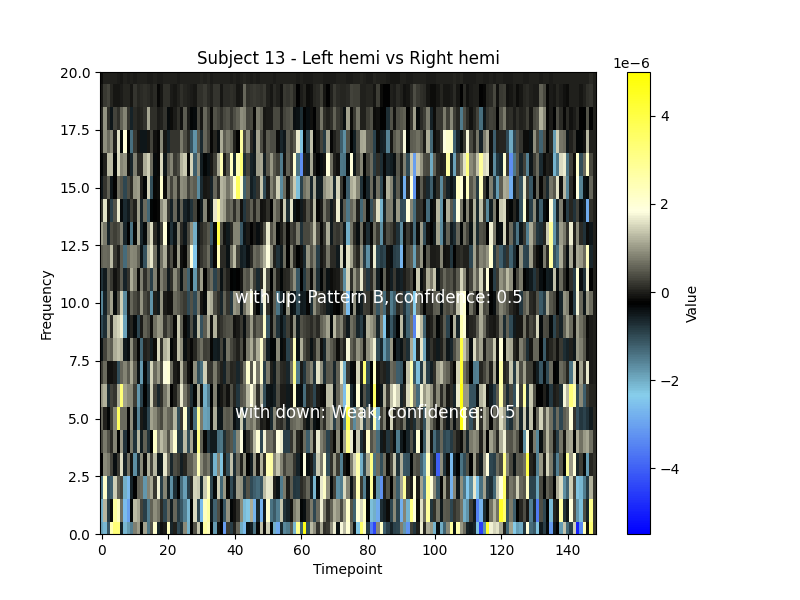 Subject 13 - Left hemi vs Right hemi
1e−6
20.0
17.5
15.0
12.5
10.0
7.5
5.0
2.5
0.0
Frequency
with up: Pattern B, confidence: 0.5
with down: Weak, confidence: 0.5
0 20 40 60 80 100 120 140
Timepoint
4
2
0
−2
−4
Value